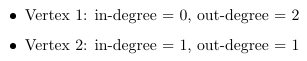 • Vertex 1: in-degree = 0, out-degree = 2
• Vertex 2: in-degree = 1, out-degree = 1